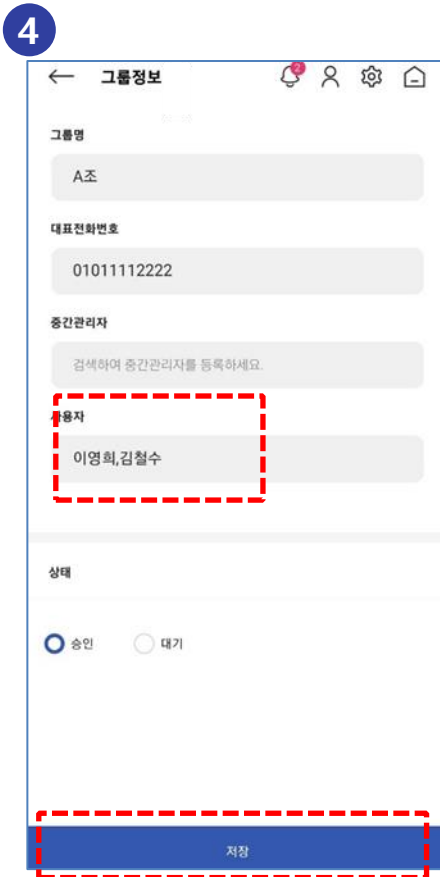 4
그룹정보
2
그룹명
A조
대표전화번호
01011112222
중간관리자
검색하여 중간관리자를 등록하세요.
사용자
이영희,김철수
상태
승인 대기
저장